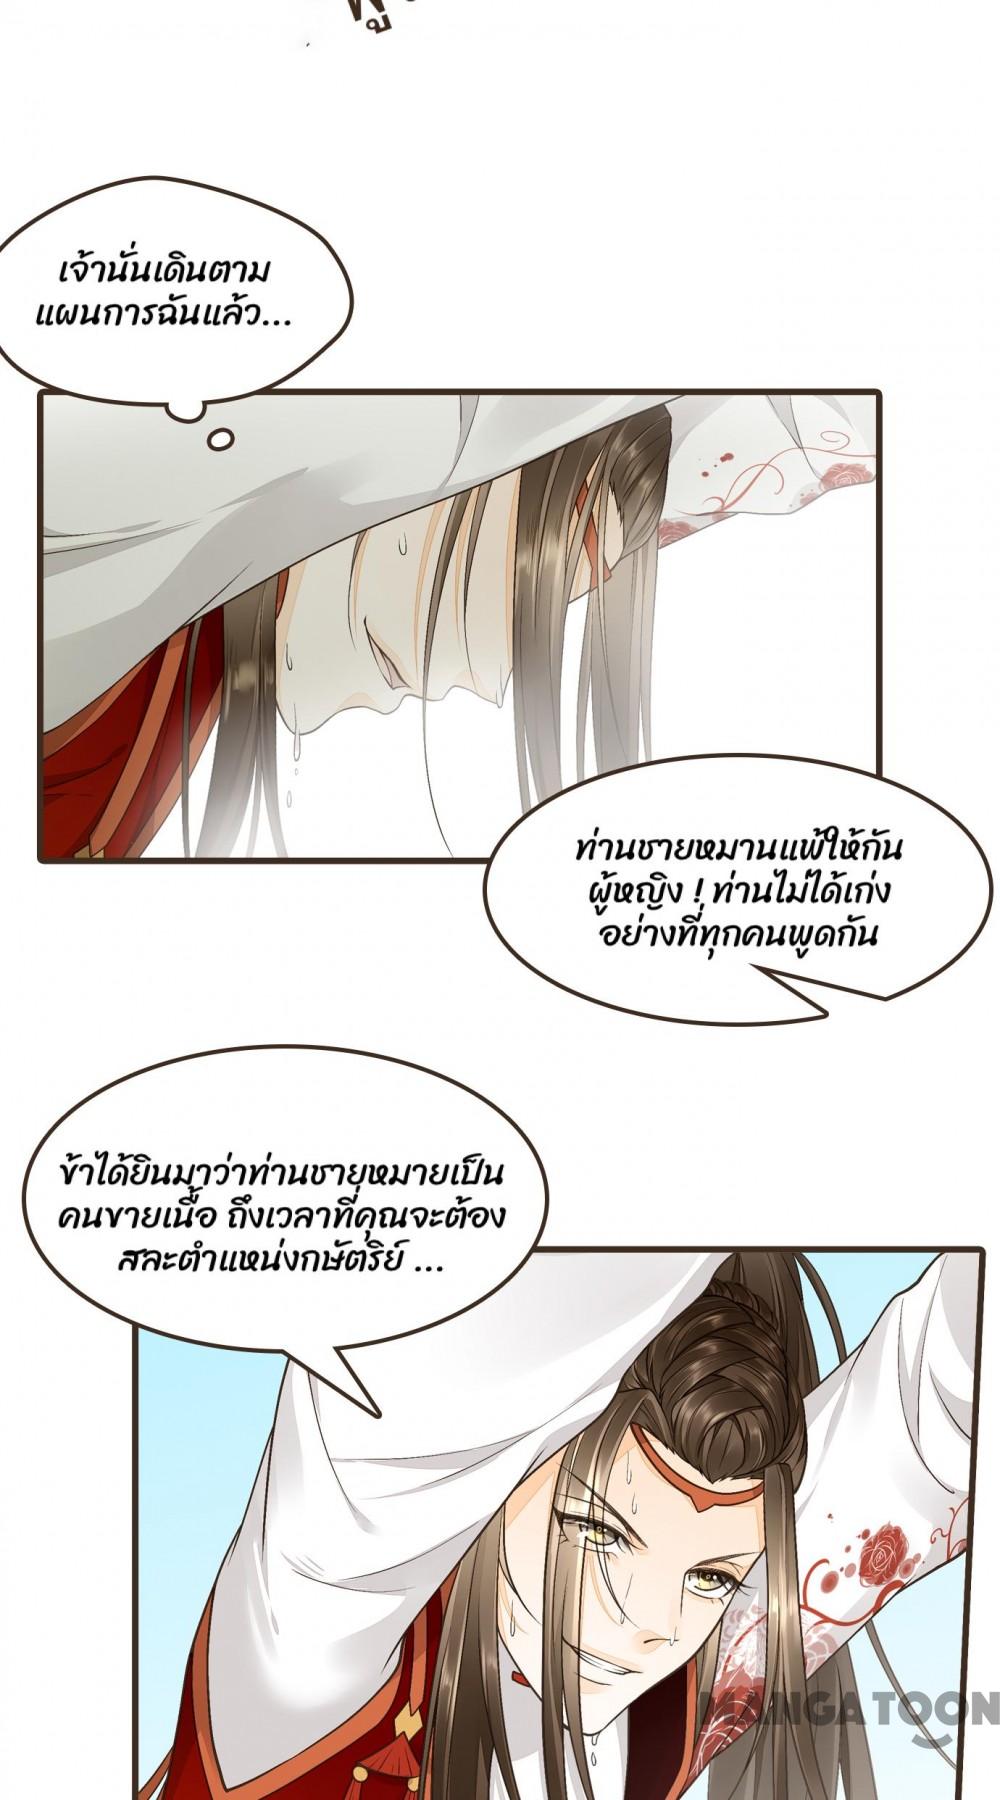 เจ้านั่นเดินตาม
แผนการฉันแล้ว...
ท่านชายหมานแพ้ให้กัน
ผู้หญิง ! ท่านไม่ได้เก่ง
อย่างที่ทุกคนพูดกัน
ข้าได้ยินมาว่าท่านชายหมายเป็น
คนขายเนื้อ ถึงเวลาที่คุณจะต้อง
สละตำแหน่งกษัตริย์ ...
MANGA TOON